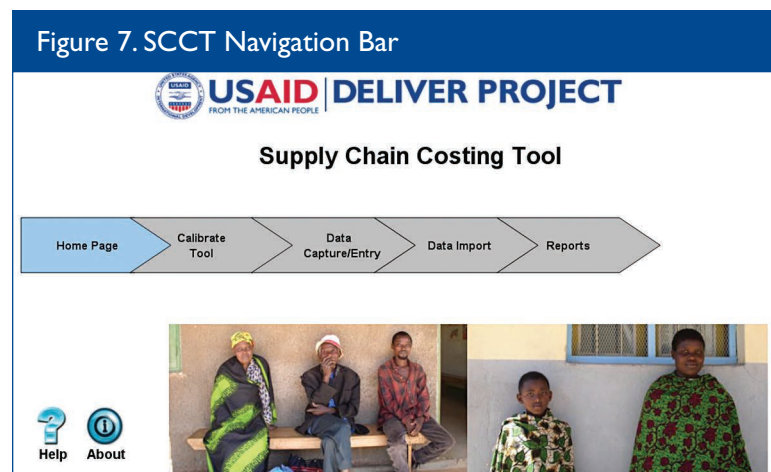 Figure 7. SCCT Navigation Bar
USAID
USAID DELIVER PROJECT
FROM THE AMERICAN PEOPLE
Supply Chain Costing Tool
Home Page
Calibrate
Tool
Data
Capture/Entry
Data Import
Reports
Help
About